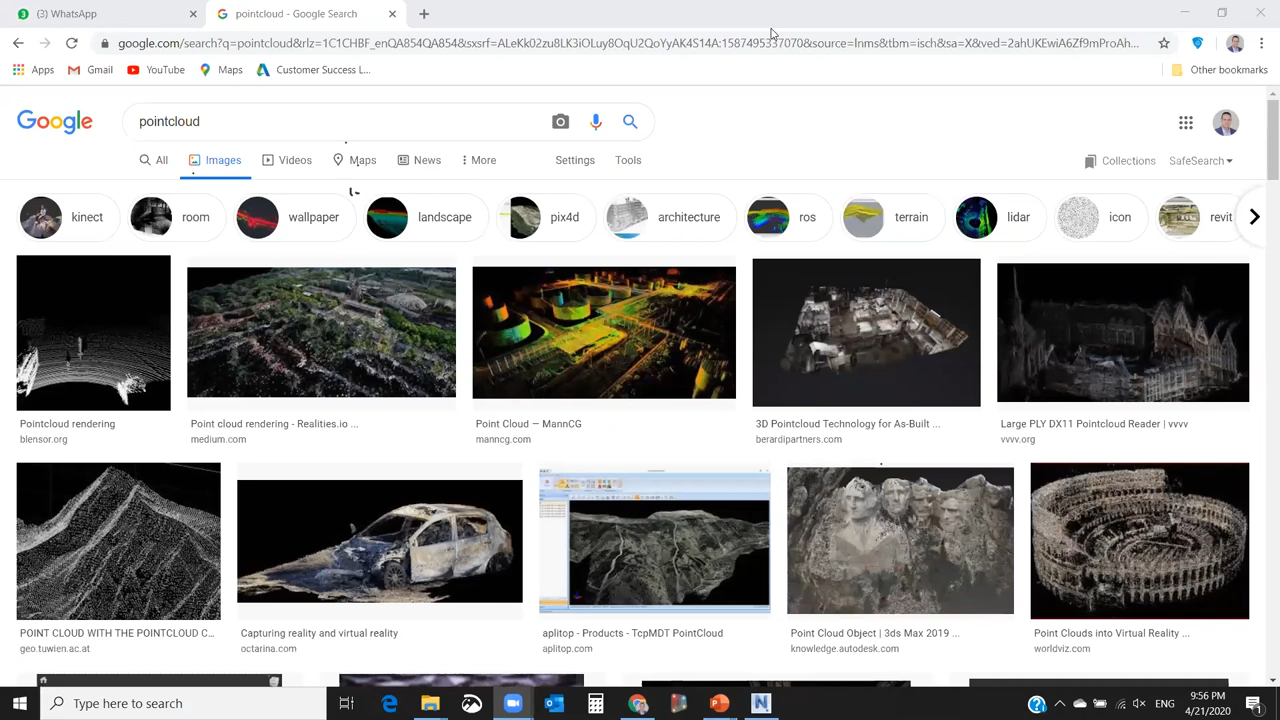 (3) WhatsApp
pointcloud - Google Search
google.com/search?q=pointcloud&rlz=1C1CHBF_enQA854QA854&sxsrf=ALeKk02zu8LK3iOLuy8OqU2QoYyAK4S14A:1587495337070&source=lnms&tbm=isch&sa=X&ved=2ahUKEwiA6Zf9mProAh...
Apps Gmail YouTube Maps Customer Success L... Other bookmarks
Google pointcloud
All Images Videos Maps News More Settings Tools Collections SafeSearch
kinect room wallpaper landscape pix4d architecture ros terrain lidar icon revit
Pointcloud rendering
blensor.org
Point cloud rendering - Realities.io ...
medium.com
Point Cloud — MannCG
manncg.com
3D Pointcloud Technology for As-Built ...
berardipartners.com
Large PLY DX11 Pointcloud Reader | vvvv
vvvv.org
POINT CLOUD WITH THE POINTCLOUD C...
geo.tuwien.ac.at
Capturing reality and virtual reality
octarina.com
aplitop - Products - TcpMDT PointCloud
aplitop.com
Point Cloud Object | 3ds Max 2019 ...
knowledge.autodesk.com
Point Clouds into Virtual Reality ...
worldviz.com
Type here to search
ENG
9:56 PM
4/21/2020